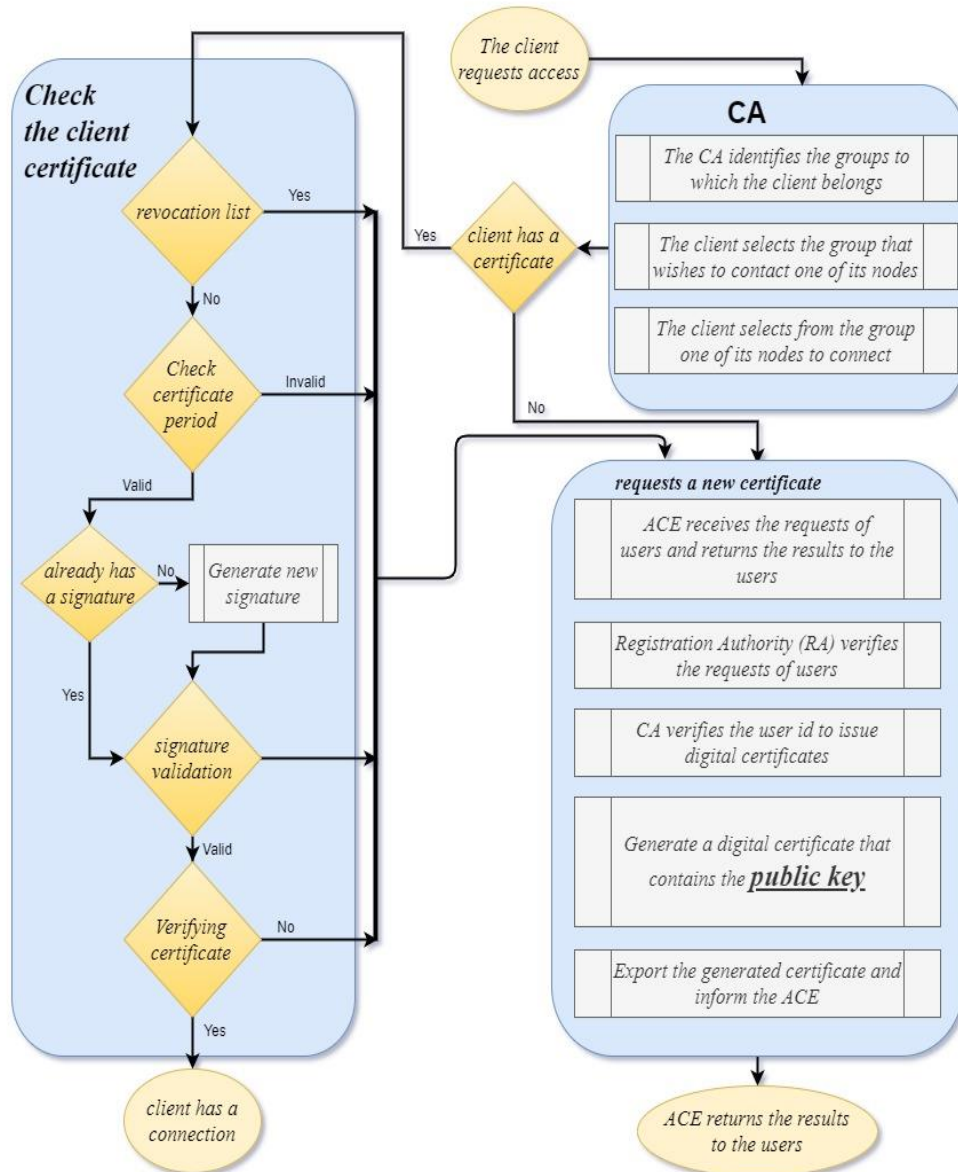 The client
requests access
CA
The CA identifies the groups to
which the client belongs
The client selects the group that
wishes to contact one of its nodes
The client selects from the group
one of its nodes to connect
client has a
certificate
Yes
No
Check
the client
certificate
revocation list
Yes
No
Check
certificate
period
Invalid
Valid
already has
a signature
No
Generate new
signature
Yes
signature
validation
Valid
Verifying
certificate
No
Yes
client has a
connection
requests a new certificate
ACE receives the requests of
users and returns the results to the
users
Registration Authority (RA) verifies
the requests of users
CA verifies the user id to issue
digital certificates
Generate a digital certificate that
contains the public key
Export the generated certificate and
inform the ACE
ACE returns the results
to the users